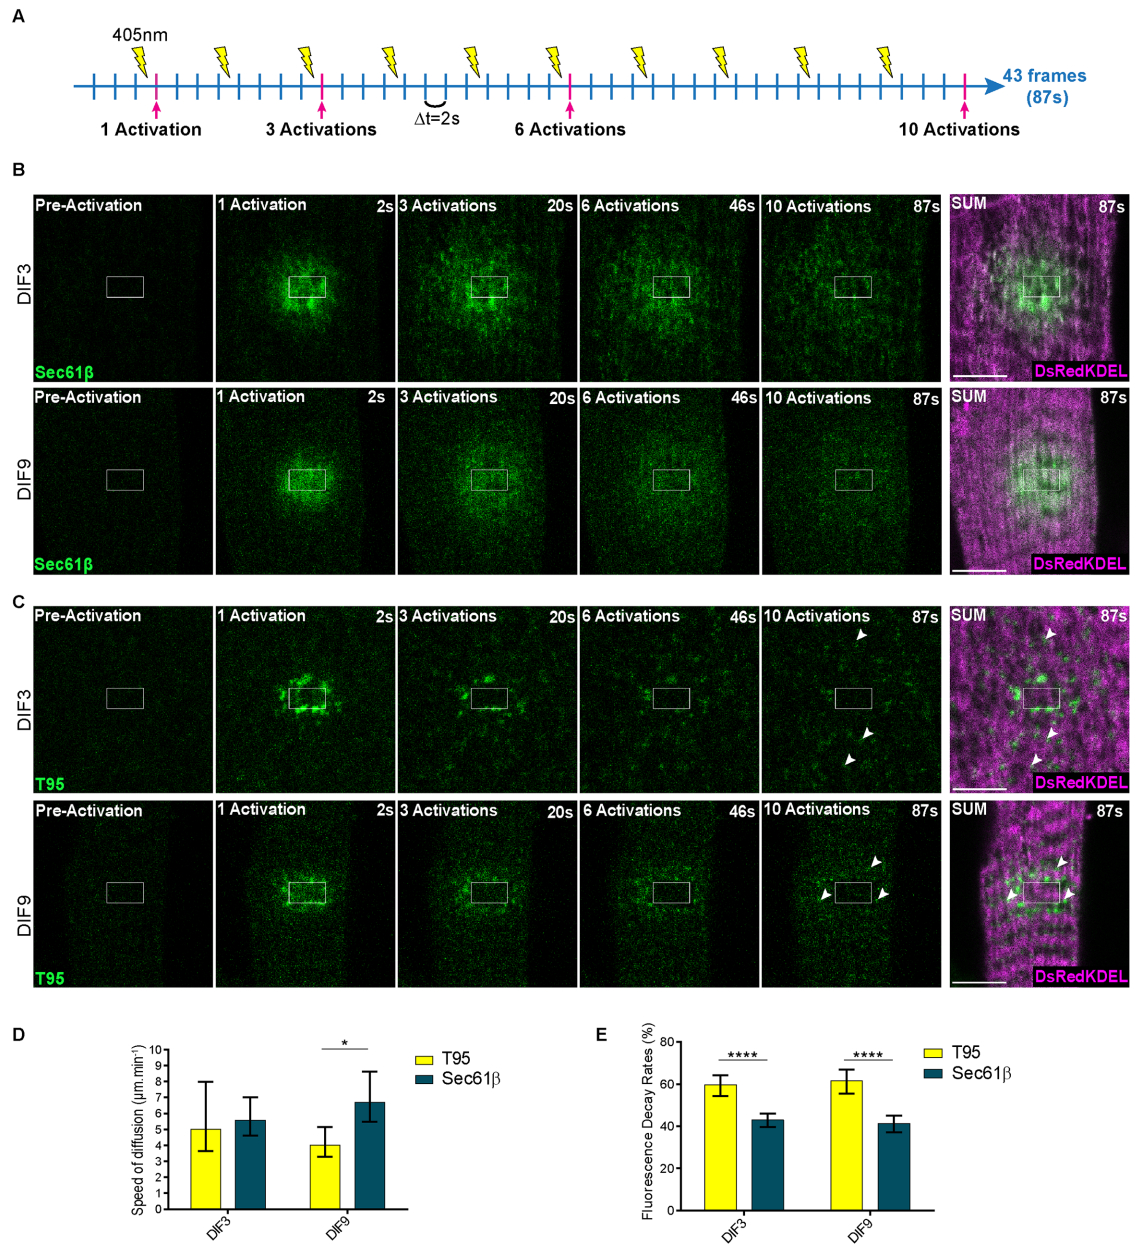 A
405nm
43 frames
(87s)
Δt=2s
1 Activation
3 Activations
6 Activations
10 Activations
B
DIF3
Pre-Activation
Sec61β
1 Activation
2s
3 Activations
20s
6 Activations
46s
10 Activations
87s
SUM
87s
DsRedKDEL
DIF9
Pre-Activation
Sec61β
1 Activation
2s
3 Activations
20s
6 Activations
46s
10 Activations
87s
SUM
87s
DsRedKDEL
C
DIF3
Pre-Activation
T95
1 Activation
2s
3 Activations
20s
6 Activations
46s
10 Activations
87s
SUM
87s
DsRedKDEL
DIF9
Pre-Activation
T95
1 Activation
2s
3 Activations
20s
6 Activations
46s
10 Activations
87s
SUM
87s
DsRedKDEL
D
Speed of diffusion (µm.min⁻¹)
10
9
8
7
6
5
4
3
2
1
0
*
DIF3
DIF9
T95
Sec61β
E
Fluorescence Decay Rates (%)
80
60
40
20
0
****
****
DIF3
DIF9
T95
Sec61β